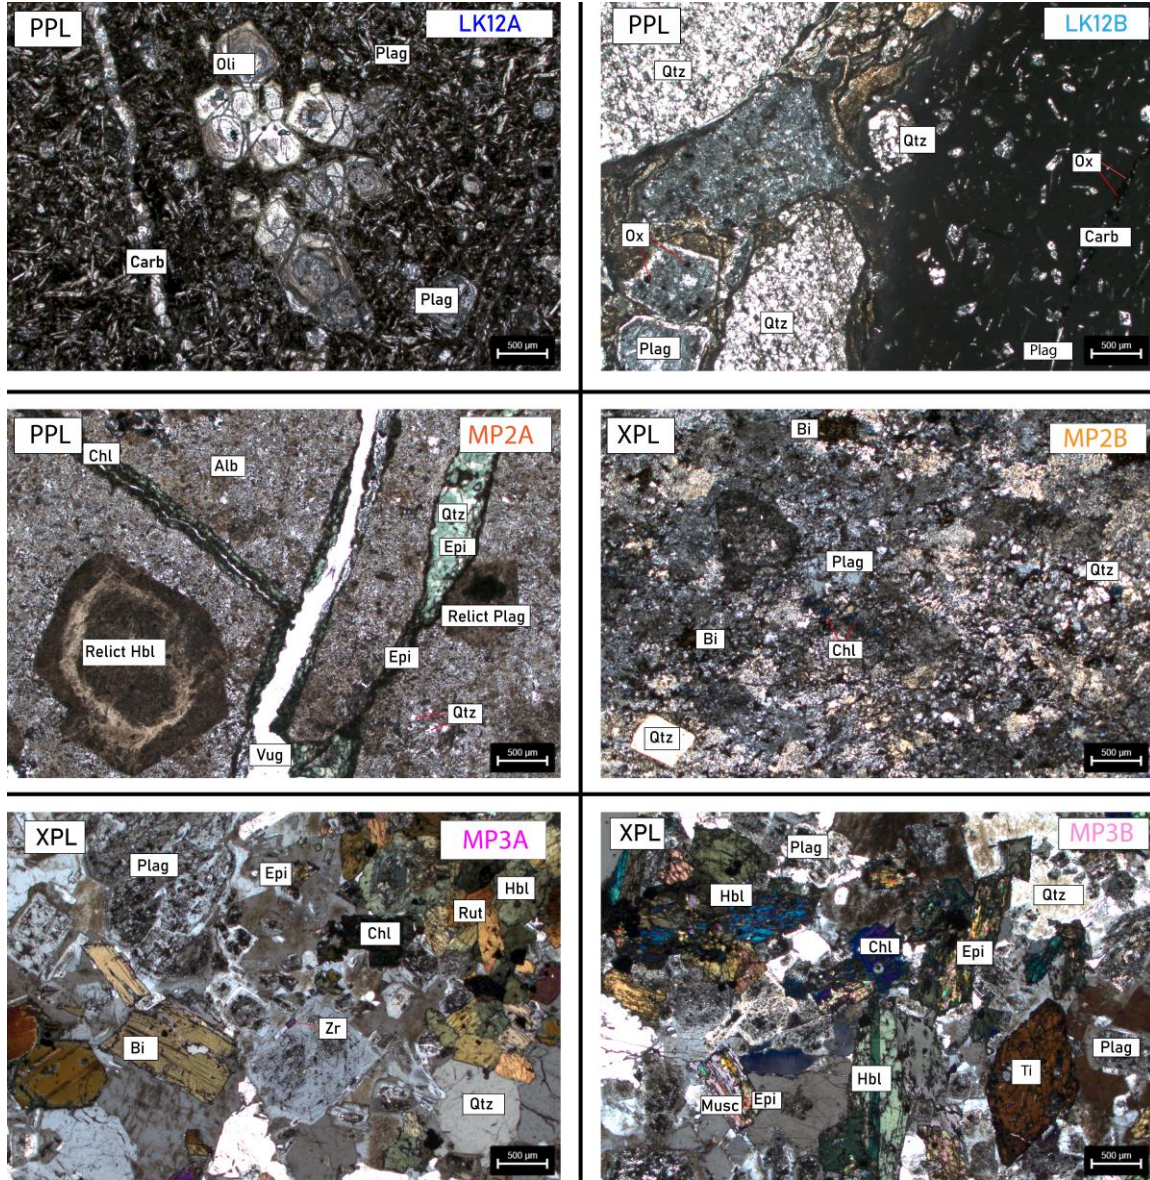 PPL
LK12A
Oli
Plag
Carb
Plag
500 µm
PPL
LK12B
Qtz
Qtz
Ox
Carb
Ox
Qtz
Plag
Plag
500 µm
PPL
MP2A
Chl
Alb
Qtz
Epi
Relict Plag
Relict Hbl
Epi
Qtz
Vug
500 µm
XPL
Bi
MP2B
Plag
Qtz
Bi
Chl
Qtz
500 µm
XPL
MP3A
Plag
Epi
Hbl
Rut
Chl
Zr
Bi
Qtz
500 µm
XPL
Plag
MP3B
Hbl
Qtz
Chl
Epi
Plag
Hbl
Ti
Musc
Epi
500 µm